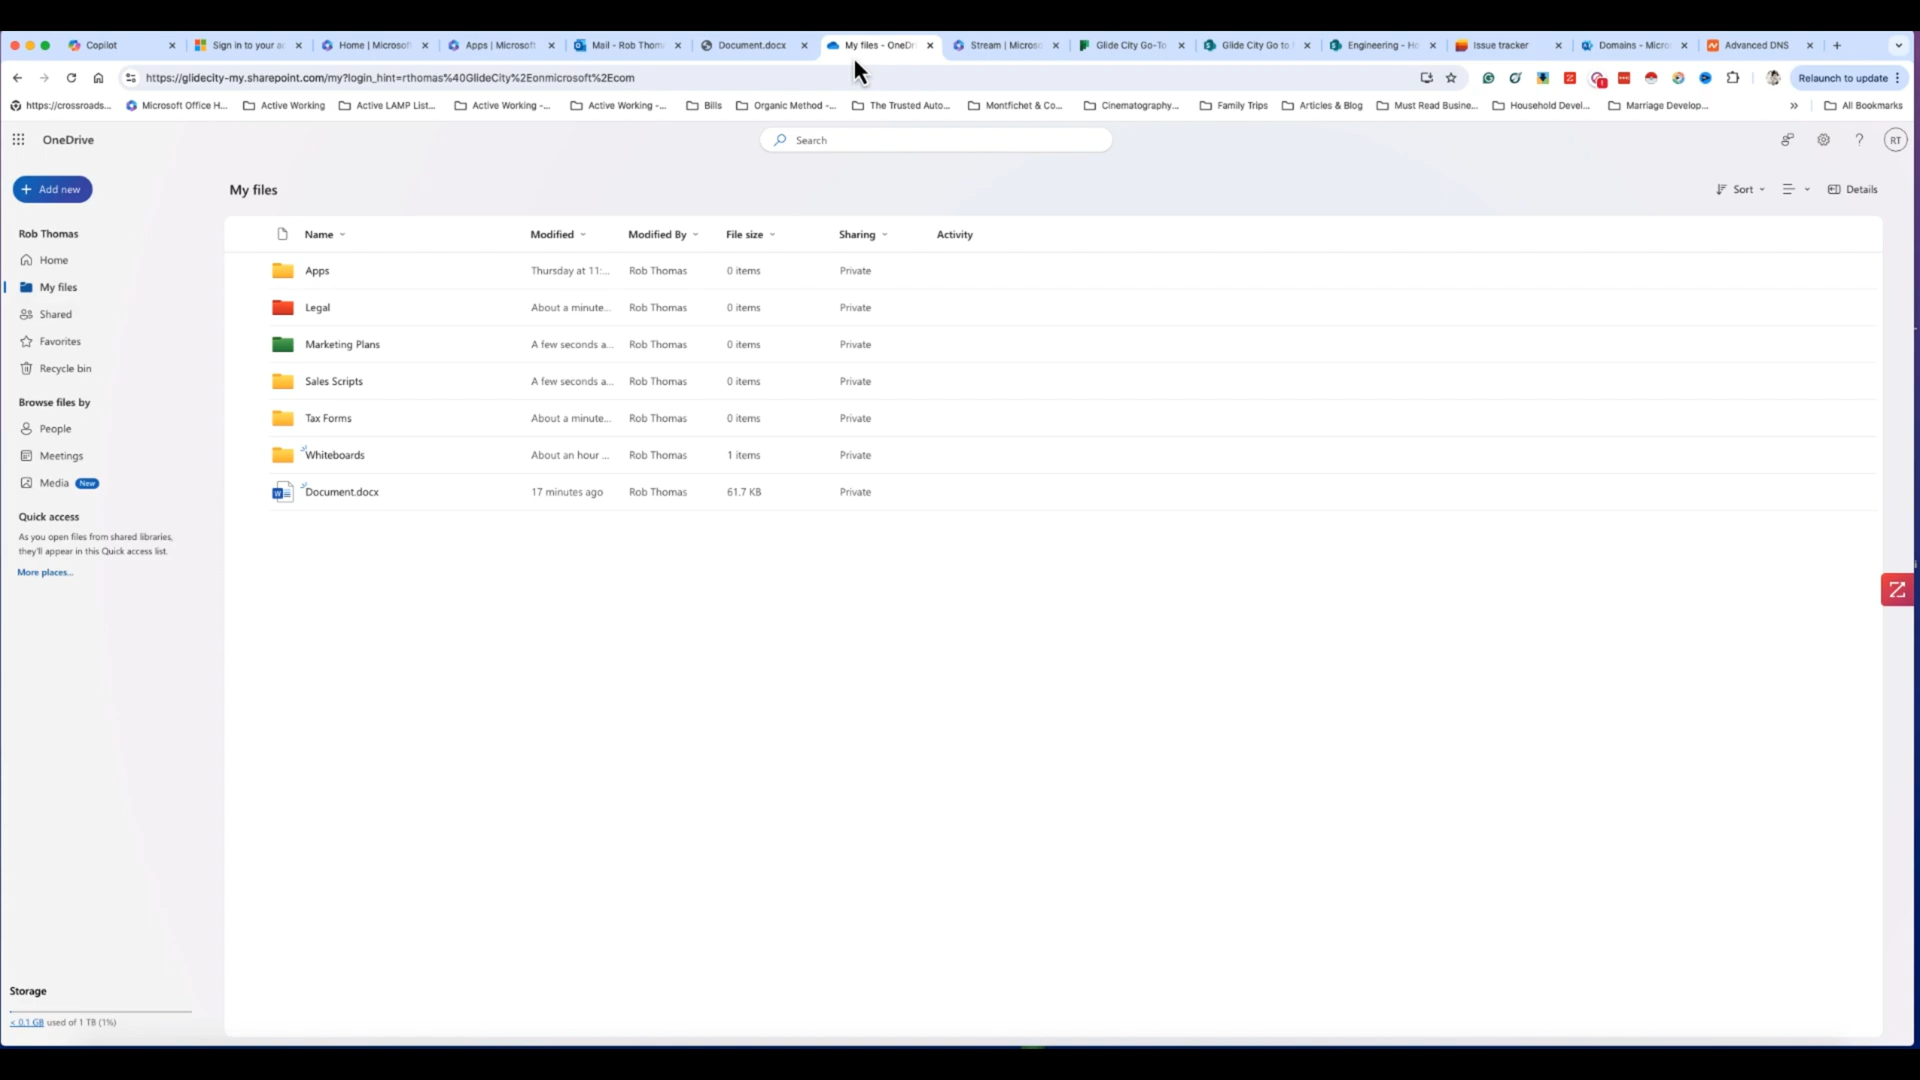 Copilot Sign in to your a Home | Microsof Apps | Microsoft Mail - Rob Thom Document.docx My files - OneDr Stream | Microso Glide City Go-To Glide City Go to Engineering - Ho Issue tracker Domains - Micro Advanced DNS
https://glidecity-my.sharepoint.com/my?login_hint=rthomas%40GlideCity%2Eonmicrosoft%2Ecom Relaunch to update
https://crossroads... Microsoft Office H... Active Working Active LAMP List... Active Working -... Active Working -... Bills Organic Method -... The Trusted Auto... Montfichet & Co... Cinematography... Family Trips Articles & Blog Must Read Busine... Household Devel... Marriage Develop... » All Bookmarks
OneDrive Search ? RT
+ Add new My files Sort Details
Rob Thomas
Home
My files
Shared
Favorites
Recycle bin
Browse files by
People
Meetings
Media New
Quick access
As you open files from shared libraries,
they'll appear in this Quick access list.
More places...
Name Modified Modified By File size Sharing Activity
Apps Thursday at 11:... Rob Thomas 0 items Private
Legal About a minute... Rob Thomas 0 items Private
Marketing Plans A few seconds a... Rob Thomas 0 items Private
Sales Scripts A few seconds a... Rob Thomas 0 items Private
Tax Forms About a minute... Rob Thomas 0 items Private
Whiteboards About an hour ... Rob Thomas 1 items Private
Document.docx 17 minutes ago Rob Thomas 61.7 KB Private
Storage
< 0.1 GB used of 1 TB (1%)